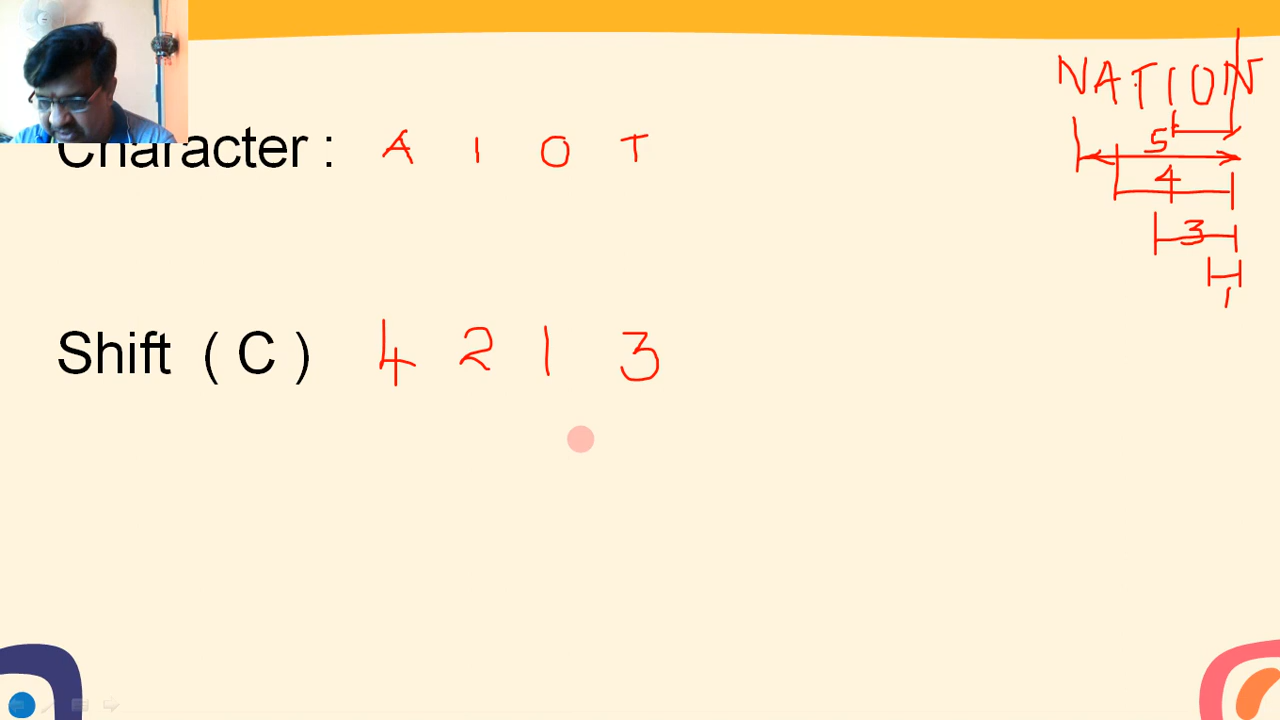 NATION
Character : A I O T
5
4
3
1
Shift ( C ) 4 2 1 3